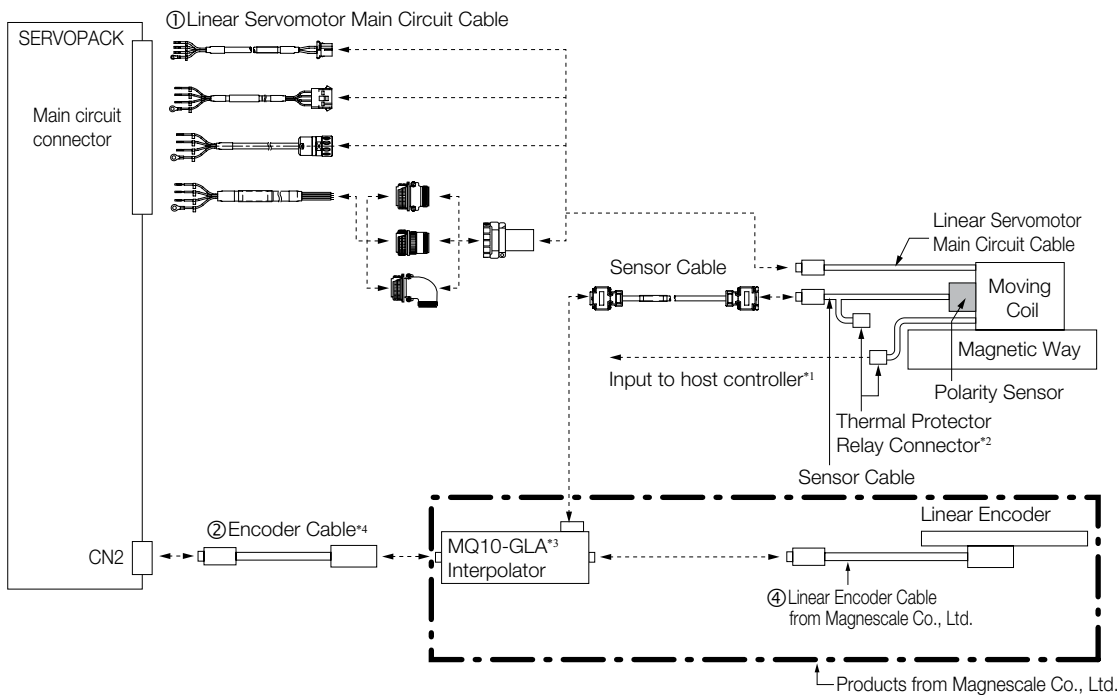 ①Linear Servomotor Main Circuit Cable
SERVOPACK
Main circuit
connector
Linear Servomotor
Main Circuit Cable
Sensor Cable
Moving
Coil
Magnetic Way
Input to host controller*1
Polarity Sensor
Thermal Protector
Relay Connector*2
Sensor Cable
②Encoder Cable*4
Linear Encoder
CN2
MQ10-GLA*3
Interpolator
④Linear Encoder Cable
from Magnescale Co., Ltd.
Products from Magnescale Co., Ltd.